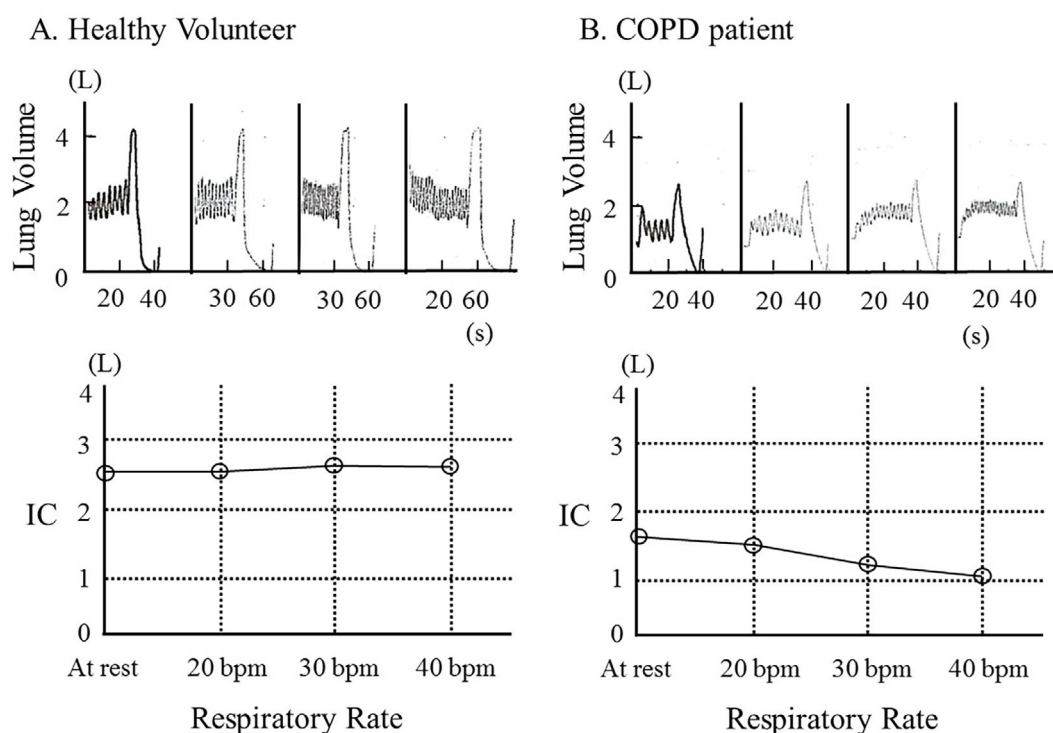 A. Healthy Volunteer
(L)
Lung Volume
4
2
0
20 40
30 60
30 60
20 60
(s)
(L)
4
3
2
1
0
IC
At rest
20 bpm
30 bpm
40 bpm
Respiratory Rate
B. COPD patient
(L)
Lung Volume
4
2
0
20 40
20 40
20 40
20 40
(s)
(L)
4
3
2
1
0
IC
At rest
20 bpm
30 bpm
40 bpm
Respiratory Rate